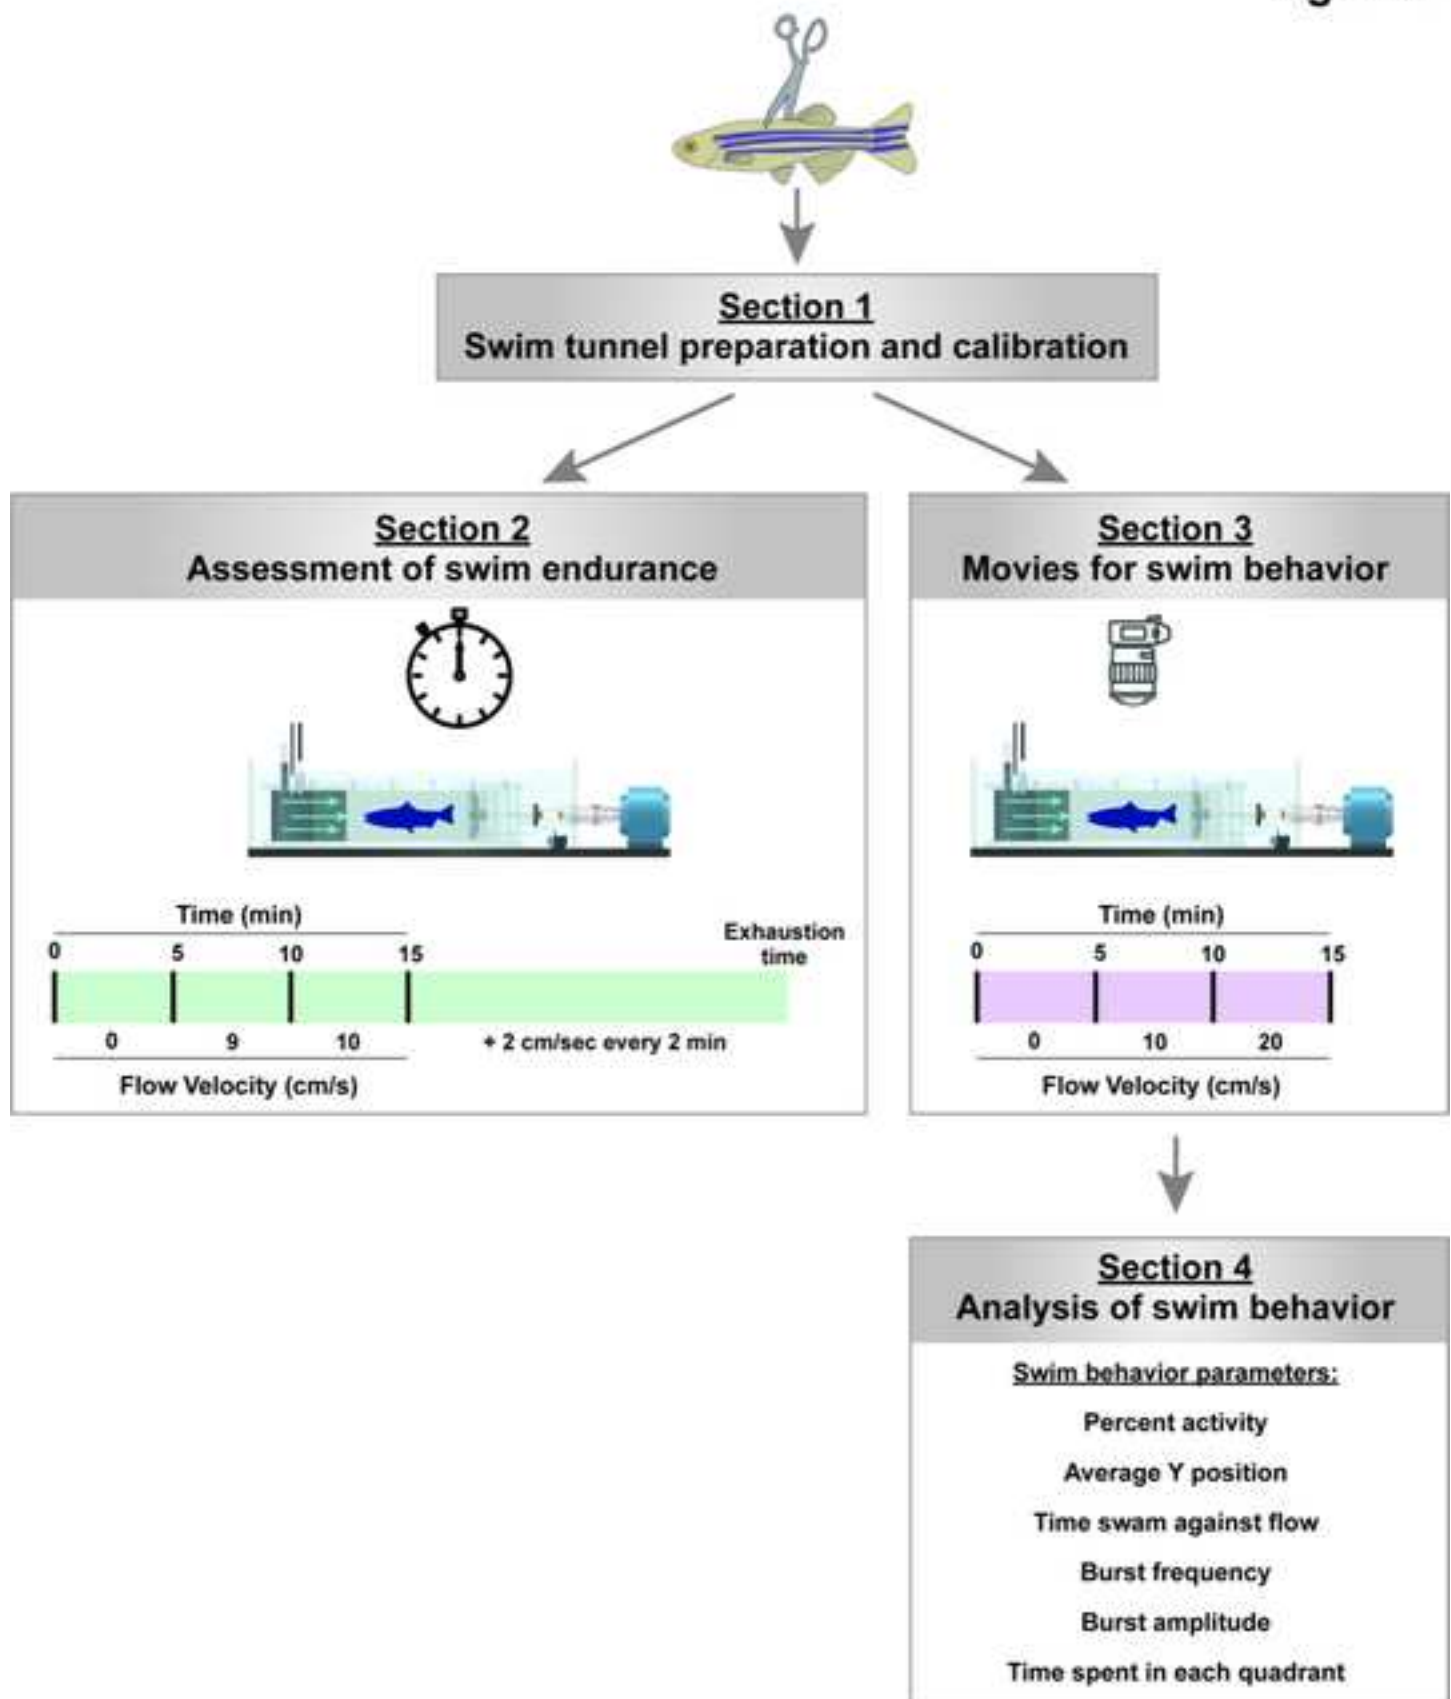 Section 1
Swim tunnel preparation and calibration
Section 2
Assessment of swim endurance
Time (min)
0 5 10 15
Exhaustion
time
0 9 10 + 2 cm/sec every 2 min
Flow Velocity (cm/s)
Section 3
Movies for swim behavior
Time (min)
0 5 10 15
0 10 20
Flow Velocity (cm/s)
Section 4
Analysis of swim behavior
Swim behavior parameters:
Percent activity
Average Y position
Time swam against flow
Burst frequency
Burst amplitude
Time spent in each quadrant